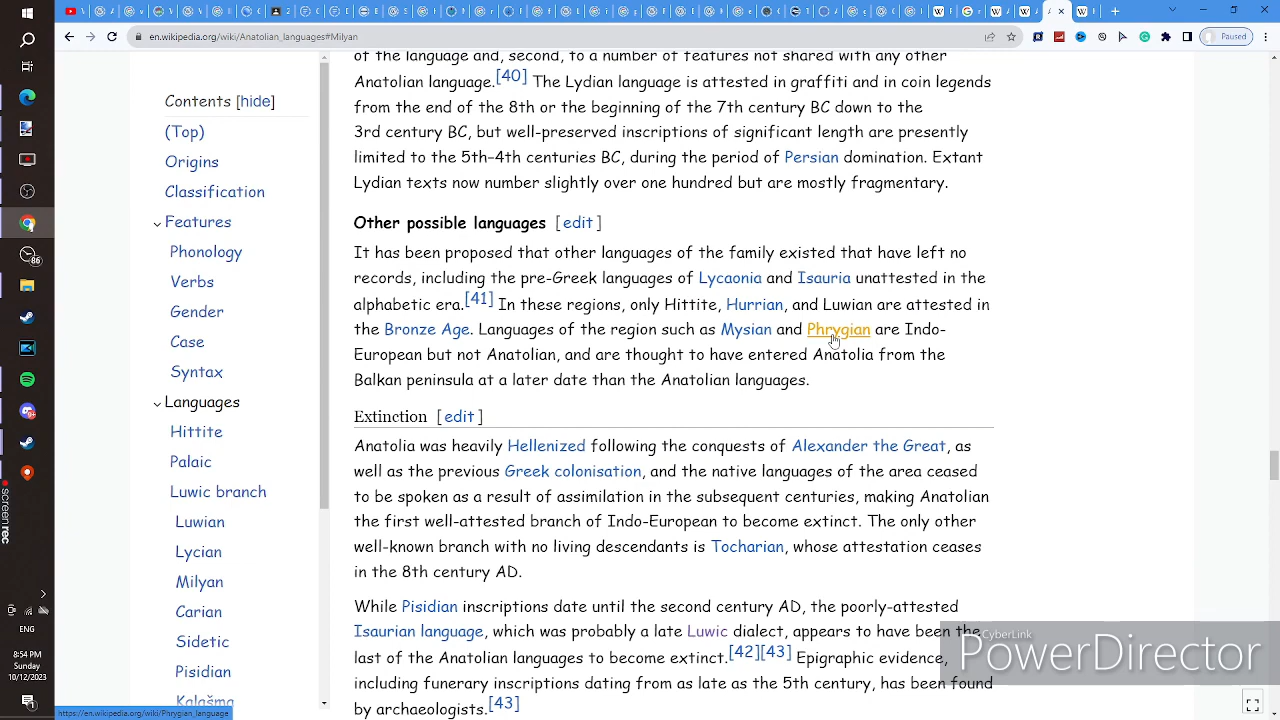 en.wikipedia.org/wiki/Anatolian_languages#Milyan
Paused
of the language and, second, to a number of features not shared with any other
Anatolian language.[40] The Lydian language is attested in graffiti and in coin legends
from the end of the 8th or the beginning of the 7th century BC down to the
3rd century BC, but well-preserved inscriptions of significant length are presently
limited to the 5th–4th centuries BC, during the period of Persian domination. Extant
Lydian texts now number slightly over one hundred but are mostly fragmentary.
Other possible languages [edit]
It has been proposed that other languages of the family existed that have left no
records, including the pre-Greek languages of Lycaonia and Isauria unattested in the
alphabetic era.[41] In these regions, only Hittite, Hurrian, and Luwian are attested in
the Bronze Age. Languages of the region such as Mysian and Phrygian are Indo-
European but not Anatolian, and are thought to have entered Anatolia from the
Balkan peninsula at a later date than the Anatolian languages.
Extinction [edit]
Anatolia was heavily Hellenized following the conquests of Alexander the Great, as
well as the previous Greek colonisation, and the native languages of the area ceased
to be spoken as a result of assimilation in the subsequent centuries, making Anatolian
the first well-attested branch of Indo-European to become extinct. The only other
well-known branch with no living descendants is Tocharian, whose attestation ceases
in the 8th century AD.
While Pisidian inscriptions date until the second century AD, the poorly-attested
Isaurian language, which was probably a late Luwic dialect, appears to have been the
last of the Anatolian languages to become extinct.[42][43] Epigraphic evidence,
including funerary inscriptions dating from as late as the 5th century, has been found
by archaeologists.[43]
Contents [hide]
(Top)
Origins
Classification
Features
Phonology
Verbs
Gender
Case
Syntax
Languages
Hittite
Palaic
Luwic branch
Luwian
Lycian
Milyan
Carian
Sidetic
Pisidian
Kalašma
https://en.wikipedia.org/wiki/Phrygian_language
screenrec
ENG
8:54 PM
Sunday
CyberLink
PowerDirector